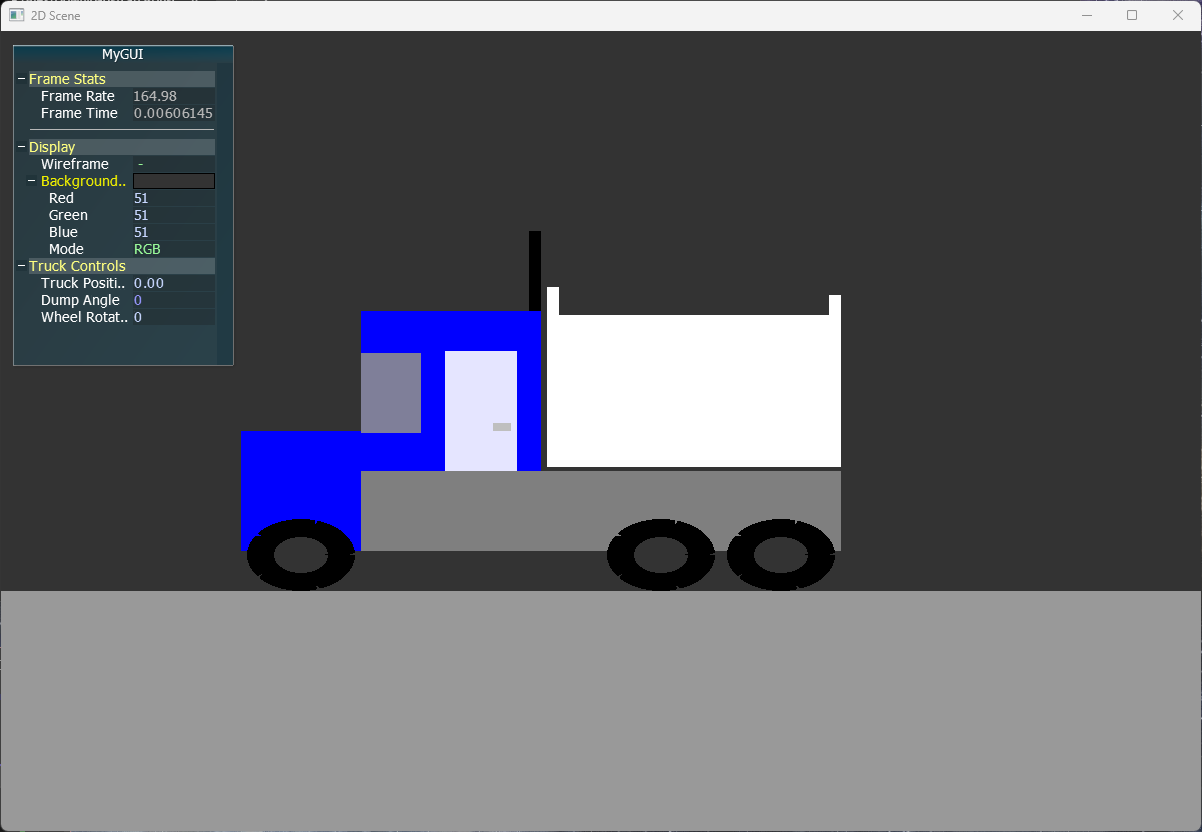 2D Scene
MyGUI
Frame Stats
Frame Rate 164.98
Frame Time 0.00606145
Display
Wireframe -
Background..
Red 51
Green 51
Blue 51
Mode RGB
Truck Controls
Truck Positi.. 0.00
Dump Angle 0
Wheel Rotat.. 0